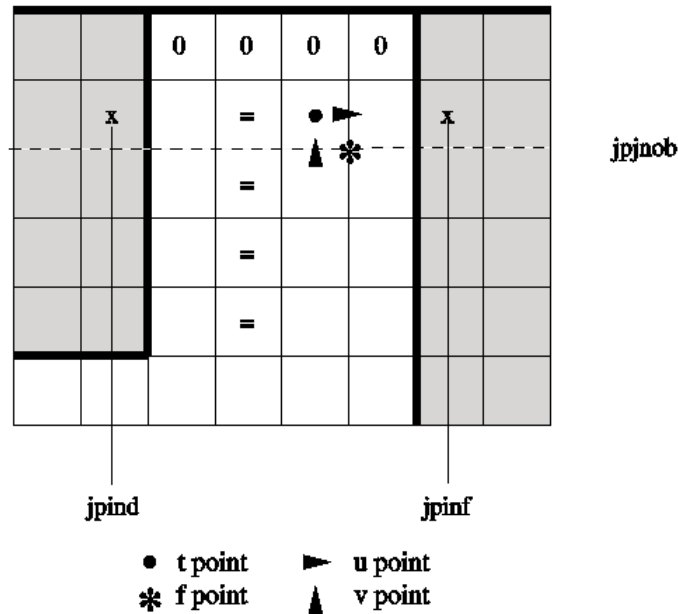 0 0 0 0
x = x
jpjnob
=
=
=
jpind jpinf
t point u point
f point v point